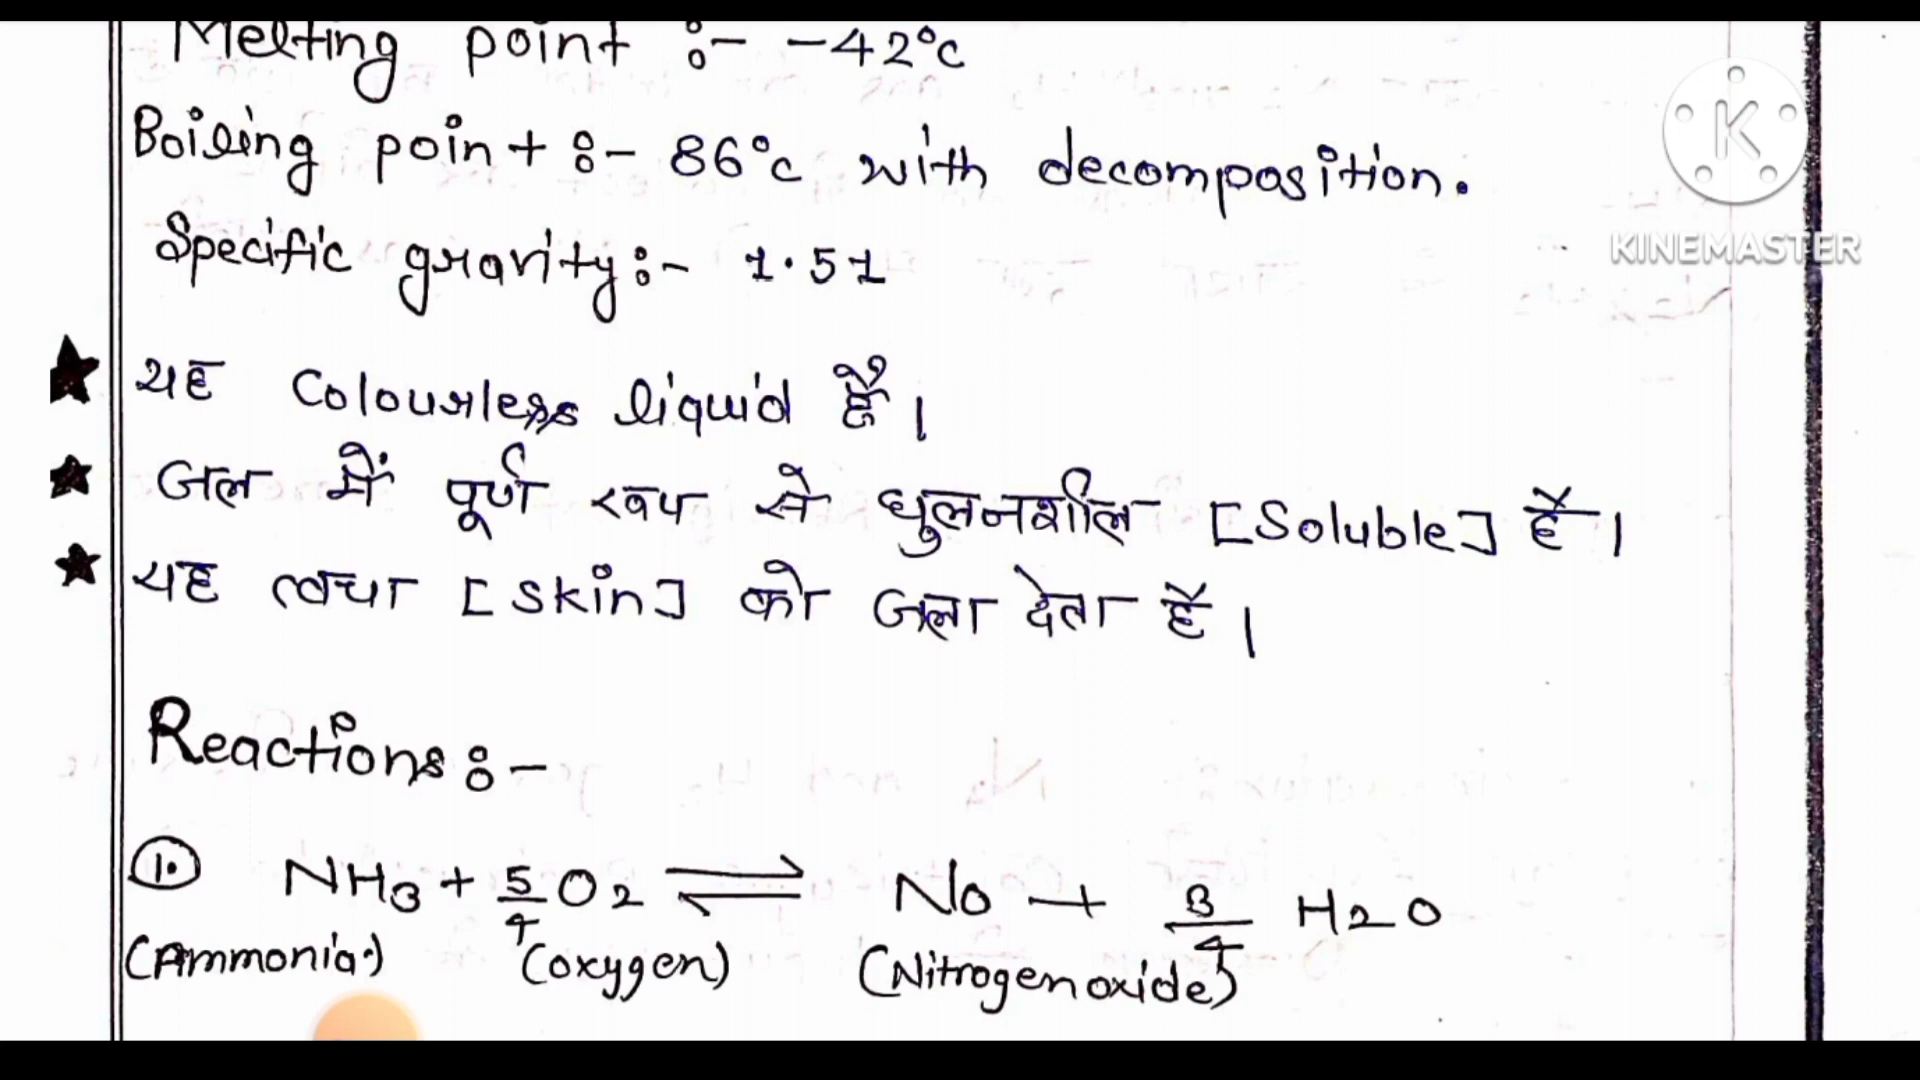 Melting point :- -42°c
Boiling point :- 86°c with decomposition.
KINEMASTER
Specific gravity :- 1.51
★ यह Colourless liquid है।
★ जल में पूर्ण रूप से घुलनशील [Soluble] है।
★ यह त्वचा [Skin] को जला देता है।
Reactions :-
1. NH3 + 5/4 O2 ⇌ No + 3/4 H2O
(Ammonia.) (oxygen) (Nitrogen oxide)